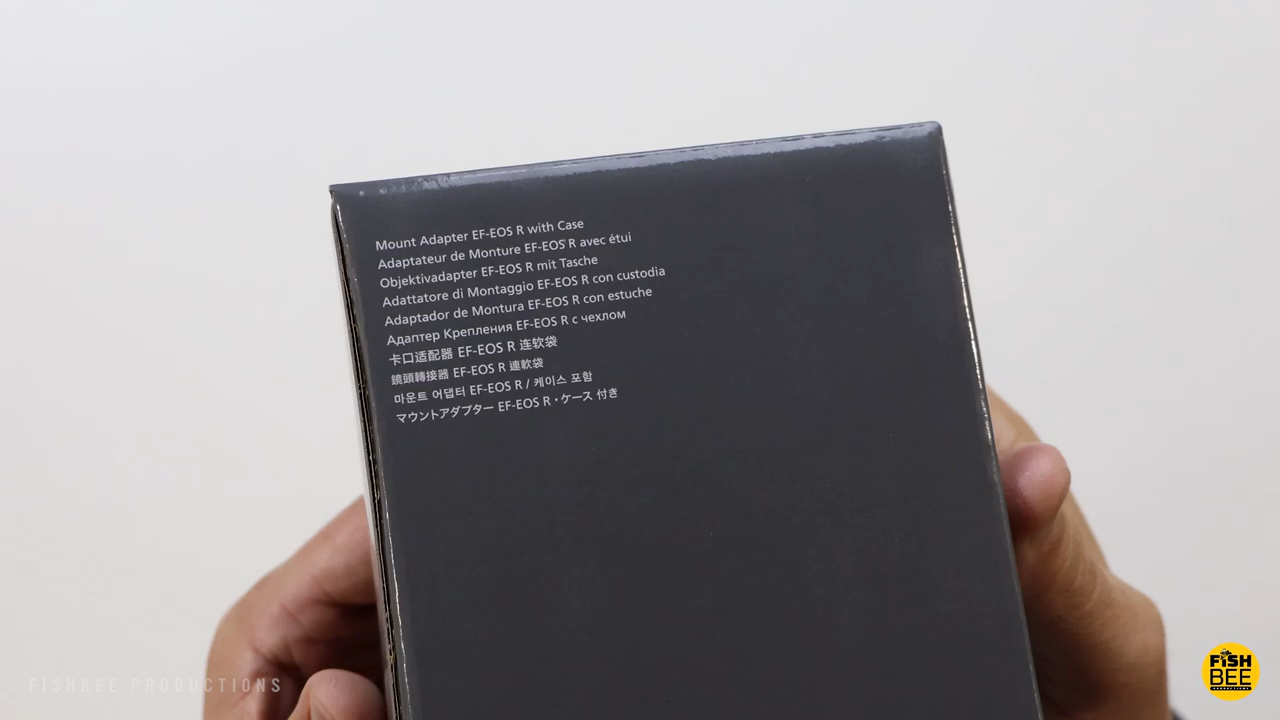 Mount Adapter EF-EOS R with Case
Adaptateur de Monture EF-EOS R avec étui
Objektivadapter EF-EOS R mit Tasche
Adattatore di Montaggio EF-EOS R con custodia
Adaptador de Montura EF-EOS R con estuche
Адаптер Крепления EF-EOS R с чехлом
卡口适配器 EF-EOS R 连软袋
鏡頭轉接器 EF-EOS R 連軟袋
마운트 어댑터 EF-EOS R / 케이스 포함
マウントアダプター EF-EOS R・ケース 付き
FISHBEE PRODUCTIONS
FISH
BEE
PRODUCTIONS